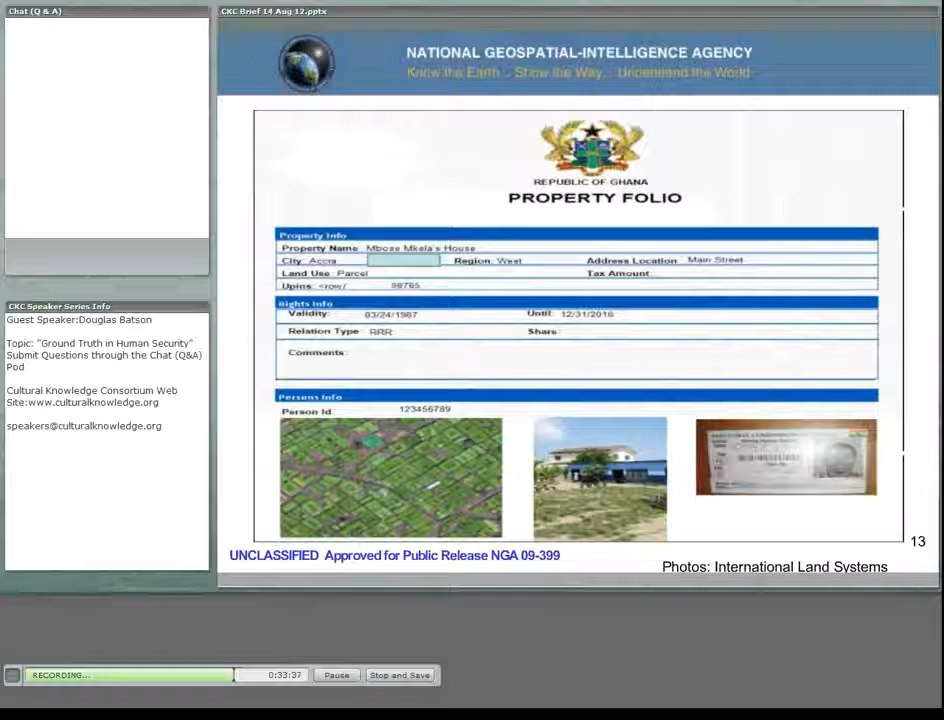 Chat (Q & A)
CKC Brief 14 Aug 12.pptx
NATIONAL GEOSPATIAL-INTELLIGENCE AGENCY
Know the Earth... Show the Way... Understand the World
REPUBLIC OF GHANA
PROPERTY FOLIO
Property Info
Property Name Mbose Mkela's House
City: Accra Region: West Address Location Main Street
Land Use: Parcel Tax Amount:
Upins: <row/ 98765
Rights Info
Validity: 03/24/1987 Until: 12/31/2016
Relation Type RRR Share:
Comments:
Persons Info
Person Id: 123456789
13
UNCLASSIFIED Approved for Public Release NGA 09-399
Photos: International Land Systems
CKC Speaker Series Info
Guest Speaker:Douglas Batson
Topic: "Ground Truth in Human Security"
Submit Questions through the Chat (Q&A)
Pod
Cultural Knowledge Consortium Web
Site:www.culturalknowledge.org
speakers@culturalknowledge.org
RECORDING... 0:33:37 Pause Stop and Save